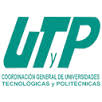 UTyP
COORDINACIÓN GENERAL DE UNIVERSIDADES
TECNOLÓGICAS y POLITÉCNICAS